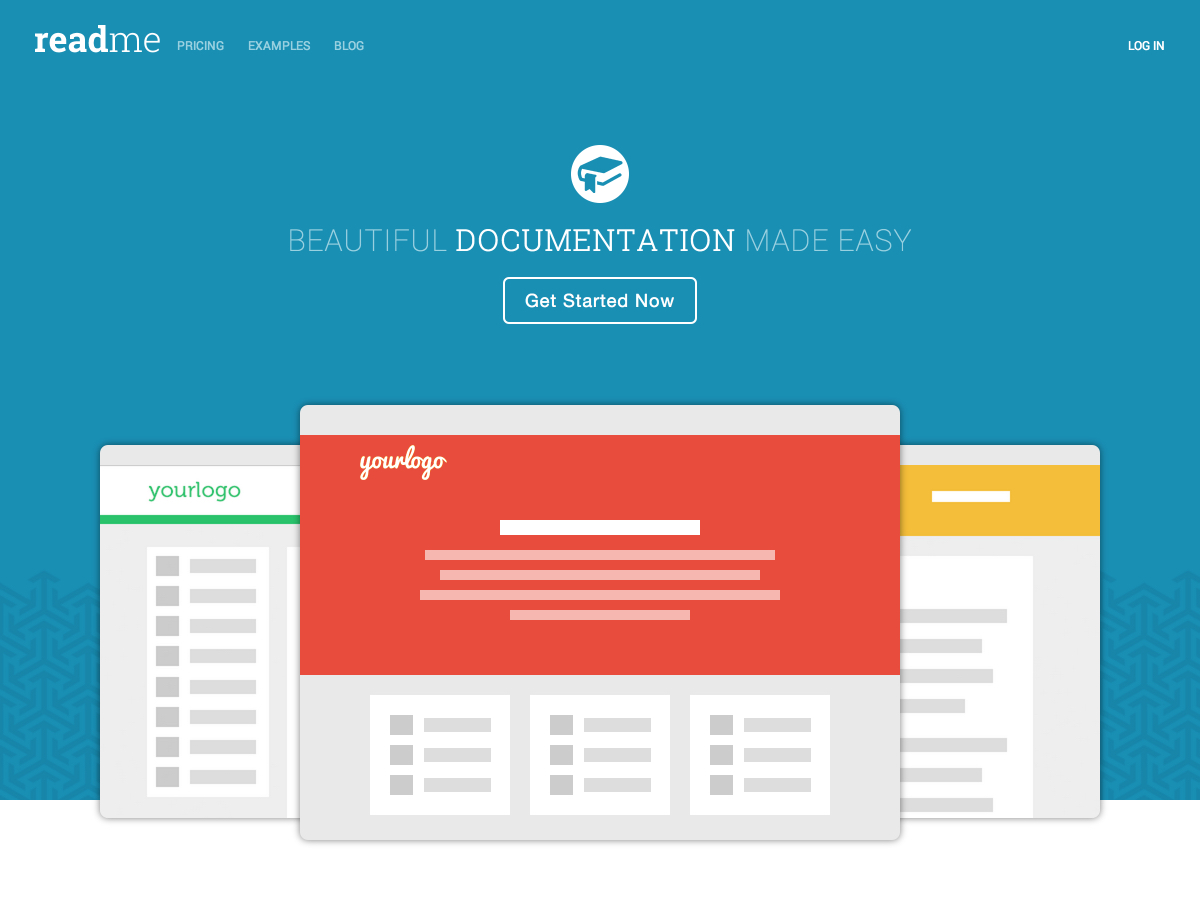 readme PRICING EXAMPLES BLOG LOG IN
BEAUTIFUL DOCUMENTATION MADE EASY
Get Started Now
yourlogo
yourlogo